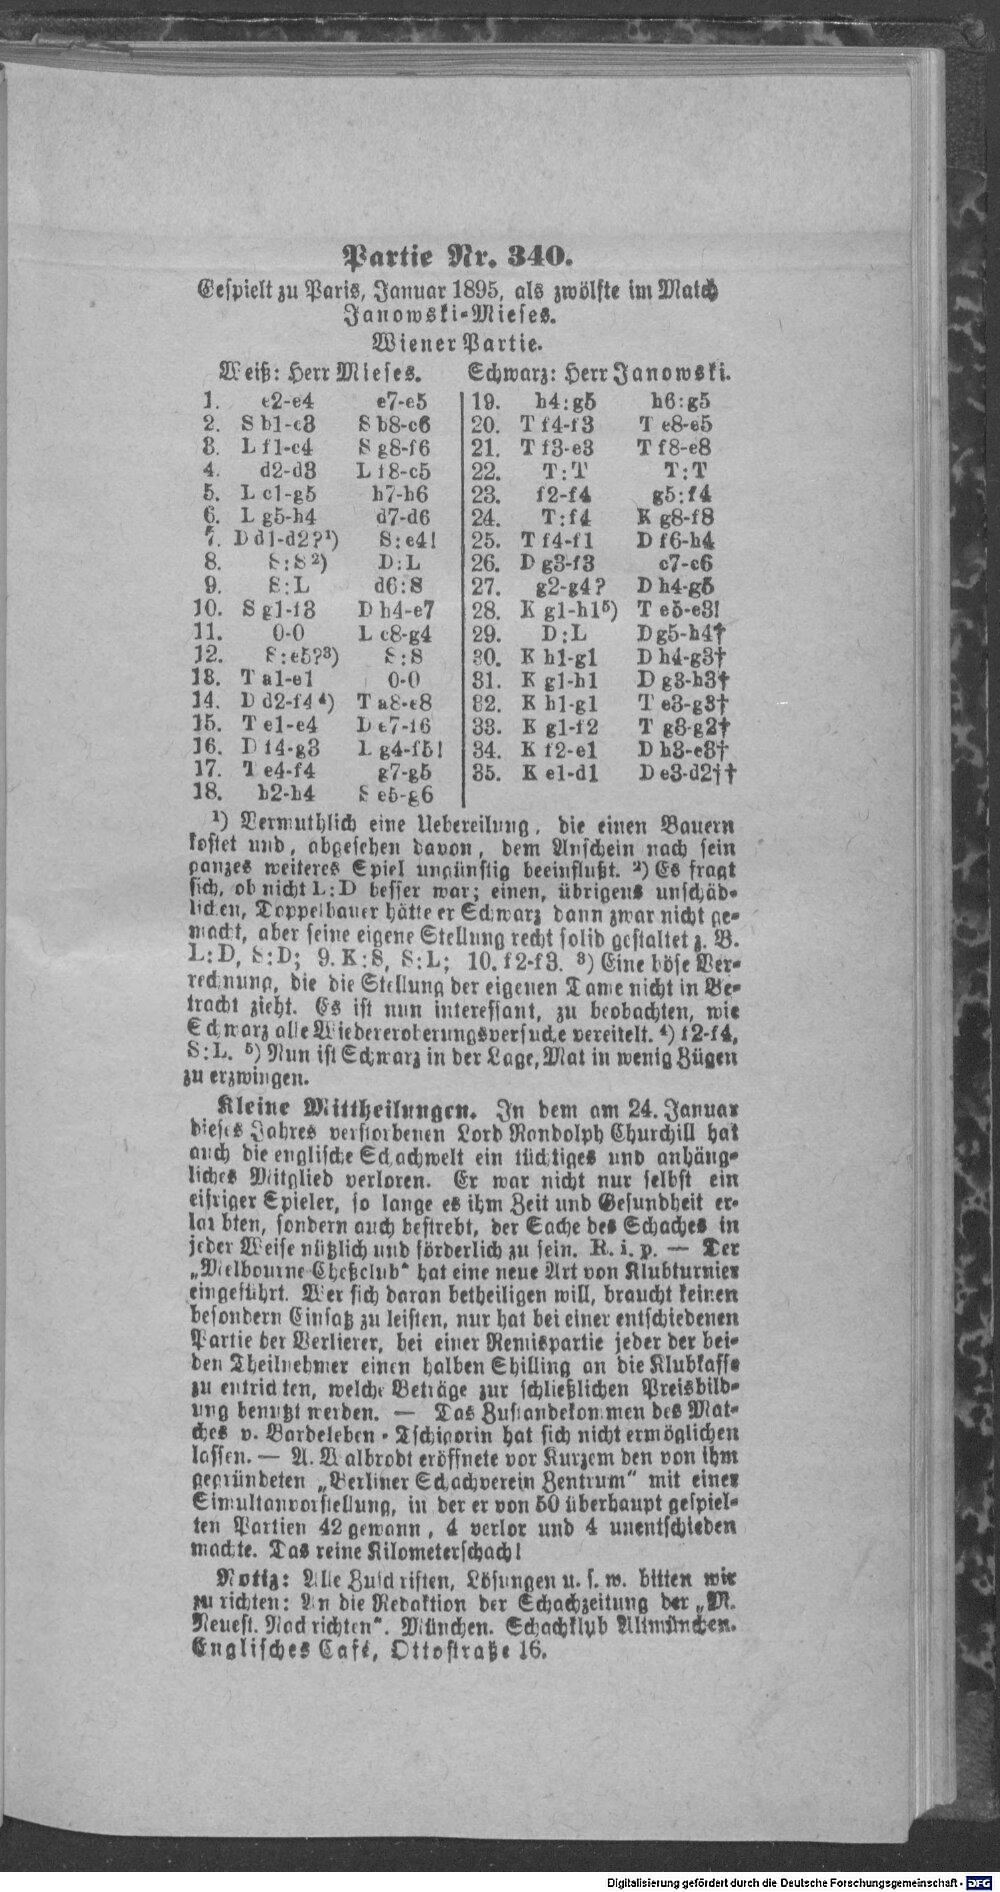 Partie Nr. 340.
Gespielt zu Paris, Januar 1895, als zwölfte im Match
Janowski-Mieses.
Wiener Partie.
Weiß: Herr Mieses. Schwarz: Herr Janowski.
1. e2-e4 e7-e5
2. S b1-c3 S b8-c6
3. L f1-c4 S g8-f6
4. d2-d3 L f8-c5
5. L c1-g5 h7-h6
6. L g5-h4 d7-d6
7. D d1-d2?¹) S:e4!
8. S:S²) D:L
9. S:L d6:S
10. S g1-f3 D h4-e7
11. 0-0 L c8-g4
12. S:e5?³) S:S
13. T a1-e1 0-0
14. D d2-f4⁴) T a8-e8
15. T e1-e4 D e7-f6
16. D f4-g3 L g4-f5!
17. T e4-f4 g7-g5
18. h2-h4 S e5-g6
19. h4:g5 h6:g5
20. T f4-f3 T e8-e5
21. T f3-e3 T f8-e8
22. T:T T:T
23. f2-f4 g5:f4
24. T:f4 K g8-f8
25. T f4-f1 D f6-h4
26. D g3-f3 c7-c6
27. g2-g4? D h4-g5
28. K g1-h1⁵) T e5-e3!
29. D:L D g5-h4†
30. K h1-g1 D h4-g3†
31. K g1-h1 D g3-h3†
32. K h1-g1 T e3-g3†
33. K g1-f2 T g3-g2†
34. K f2-e1 D h3-e3†
35. K e1-d1 D e3-d2††
¹) Vermuthlich eine Uebereilung, die einen Bauern
kostet und, abgesehen davon, dem Anschein nach sein
ganzes weiteres Spiel ungünstig beeinflußt. ²) Es fragt
sich, ob nicht L:D besser war; einen, übrigens unschäd-
lichen, Doppelbauer hätte er Schwarz dann zwar nicht ge-
macht, aber seine eigene Stellung recht solid gestaltet z. B.
L:D, S:D; 9. K:S, S:L; 10. f2-f3. ³) Eine böse Ver-
rechnung, die die Stellung der eigenen Dame nicht in Be-
tracht zieht. Es ist nun interessant, zu beobachten, wie
Schwarz alle Wiedereroberungsversuche vereitelt. ⁴) f2-f4,
S:L. ⁵) Nun ist Schwarz in der Lage, Mat in wenig Zügen
zu erzwingen.
Kleine Mittheilungen. In dem am 24. Januar
dieses Jahres verstorbenen Lord Randolph Churchill hat
auch die englische Schachwelt ein tüchtiges und anhäng-
liches Mitglied verloren. Er war nicht nur selbst ein
eifriger Spieler, so lange es ihm Zeit und Gesundheit er-
laubten, sondern auch bestrebt, der Sache des Schaches in
jeder Weise nützlich und förderlich zu sein. R. i. p. — Der
„Melbourne Cheßclub“ hat eine neue Art von Klubturnier
eingeführt. Wer sich daran betheiligen will, braucht keinen
besondern Einsatz zu leisten, nur hat bei einer entschiedenen
Partie der Verlierer, bei einer Remispartie jeder der bei-
den Theilnehmer einen halben Shilling an die Klubkasse
zu entrichten, welche Beträge zur schließlichen Preisbild-
ung benutzt werden. — Das Zustandekommen des Mat-
ches v. Bardeleben-Tschigorin hat sich nicht ermöglichen
lassen. — A. Walbrodt eröffnete vor Kurzem den von ihm
gegründeten „Berliner Schachverein Zentrum“ mit einer
Simultanvorstellung, in der er von 50 überhaupt gespiel-
ten Partien 42 gewann, 4 verlor und 4 unentschieden
machte. Das reine Kilometerschach!
Notiz: Alle Zuschriften, Lösungen u. s. w. bitten wir
zu richten: An die Redaktion der Schachzeitung der „M.
Neuest. Nachrichten“. München. Schachklub Altmünchen.
Englisches Café, Ottostraße 16.
Digitalisierung gefördert durch die Deutsche Forschungsgemeinschaft - DFG